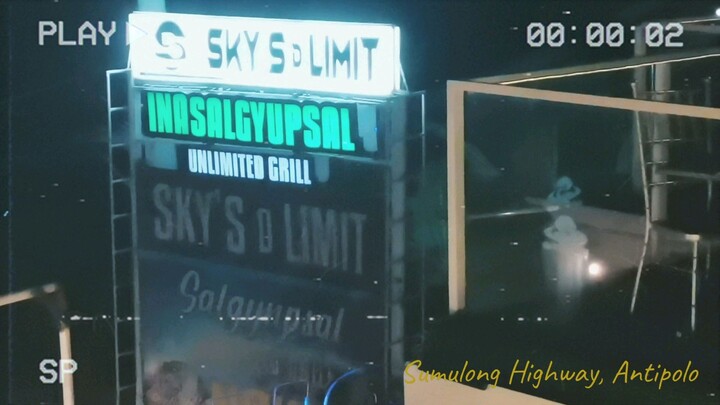 PLAY
00:00:02
SKY S D LIMIT
INASALGYUPSAL
UNLIMITED GRILL
SKY'S D LIMIT
Salgyupsal
SP
Sumulong Highway, Antipolo